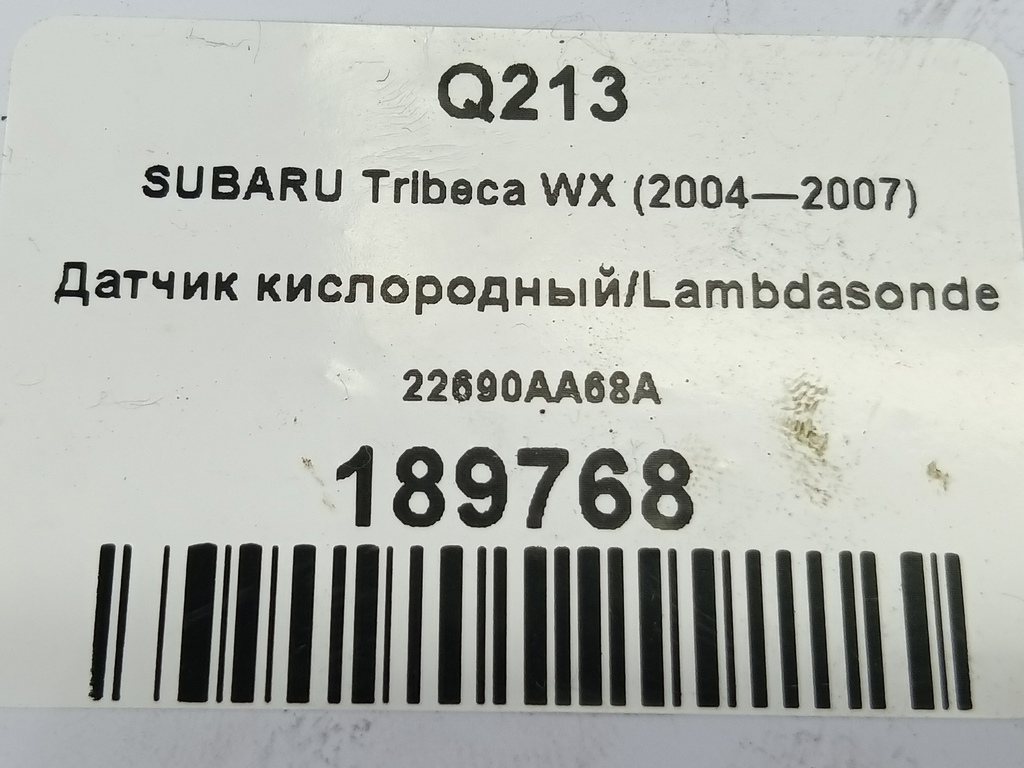 Q213
SUBARU Tribeca WX (2004—2007)
Датчик кислородный/Lambdasonde
22690AA68A
189768